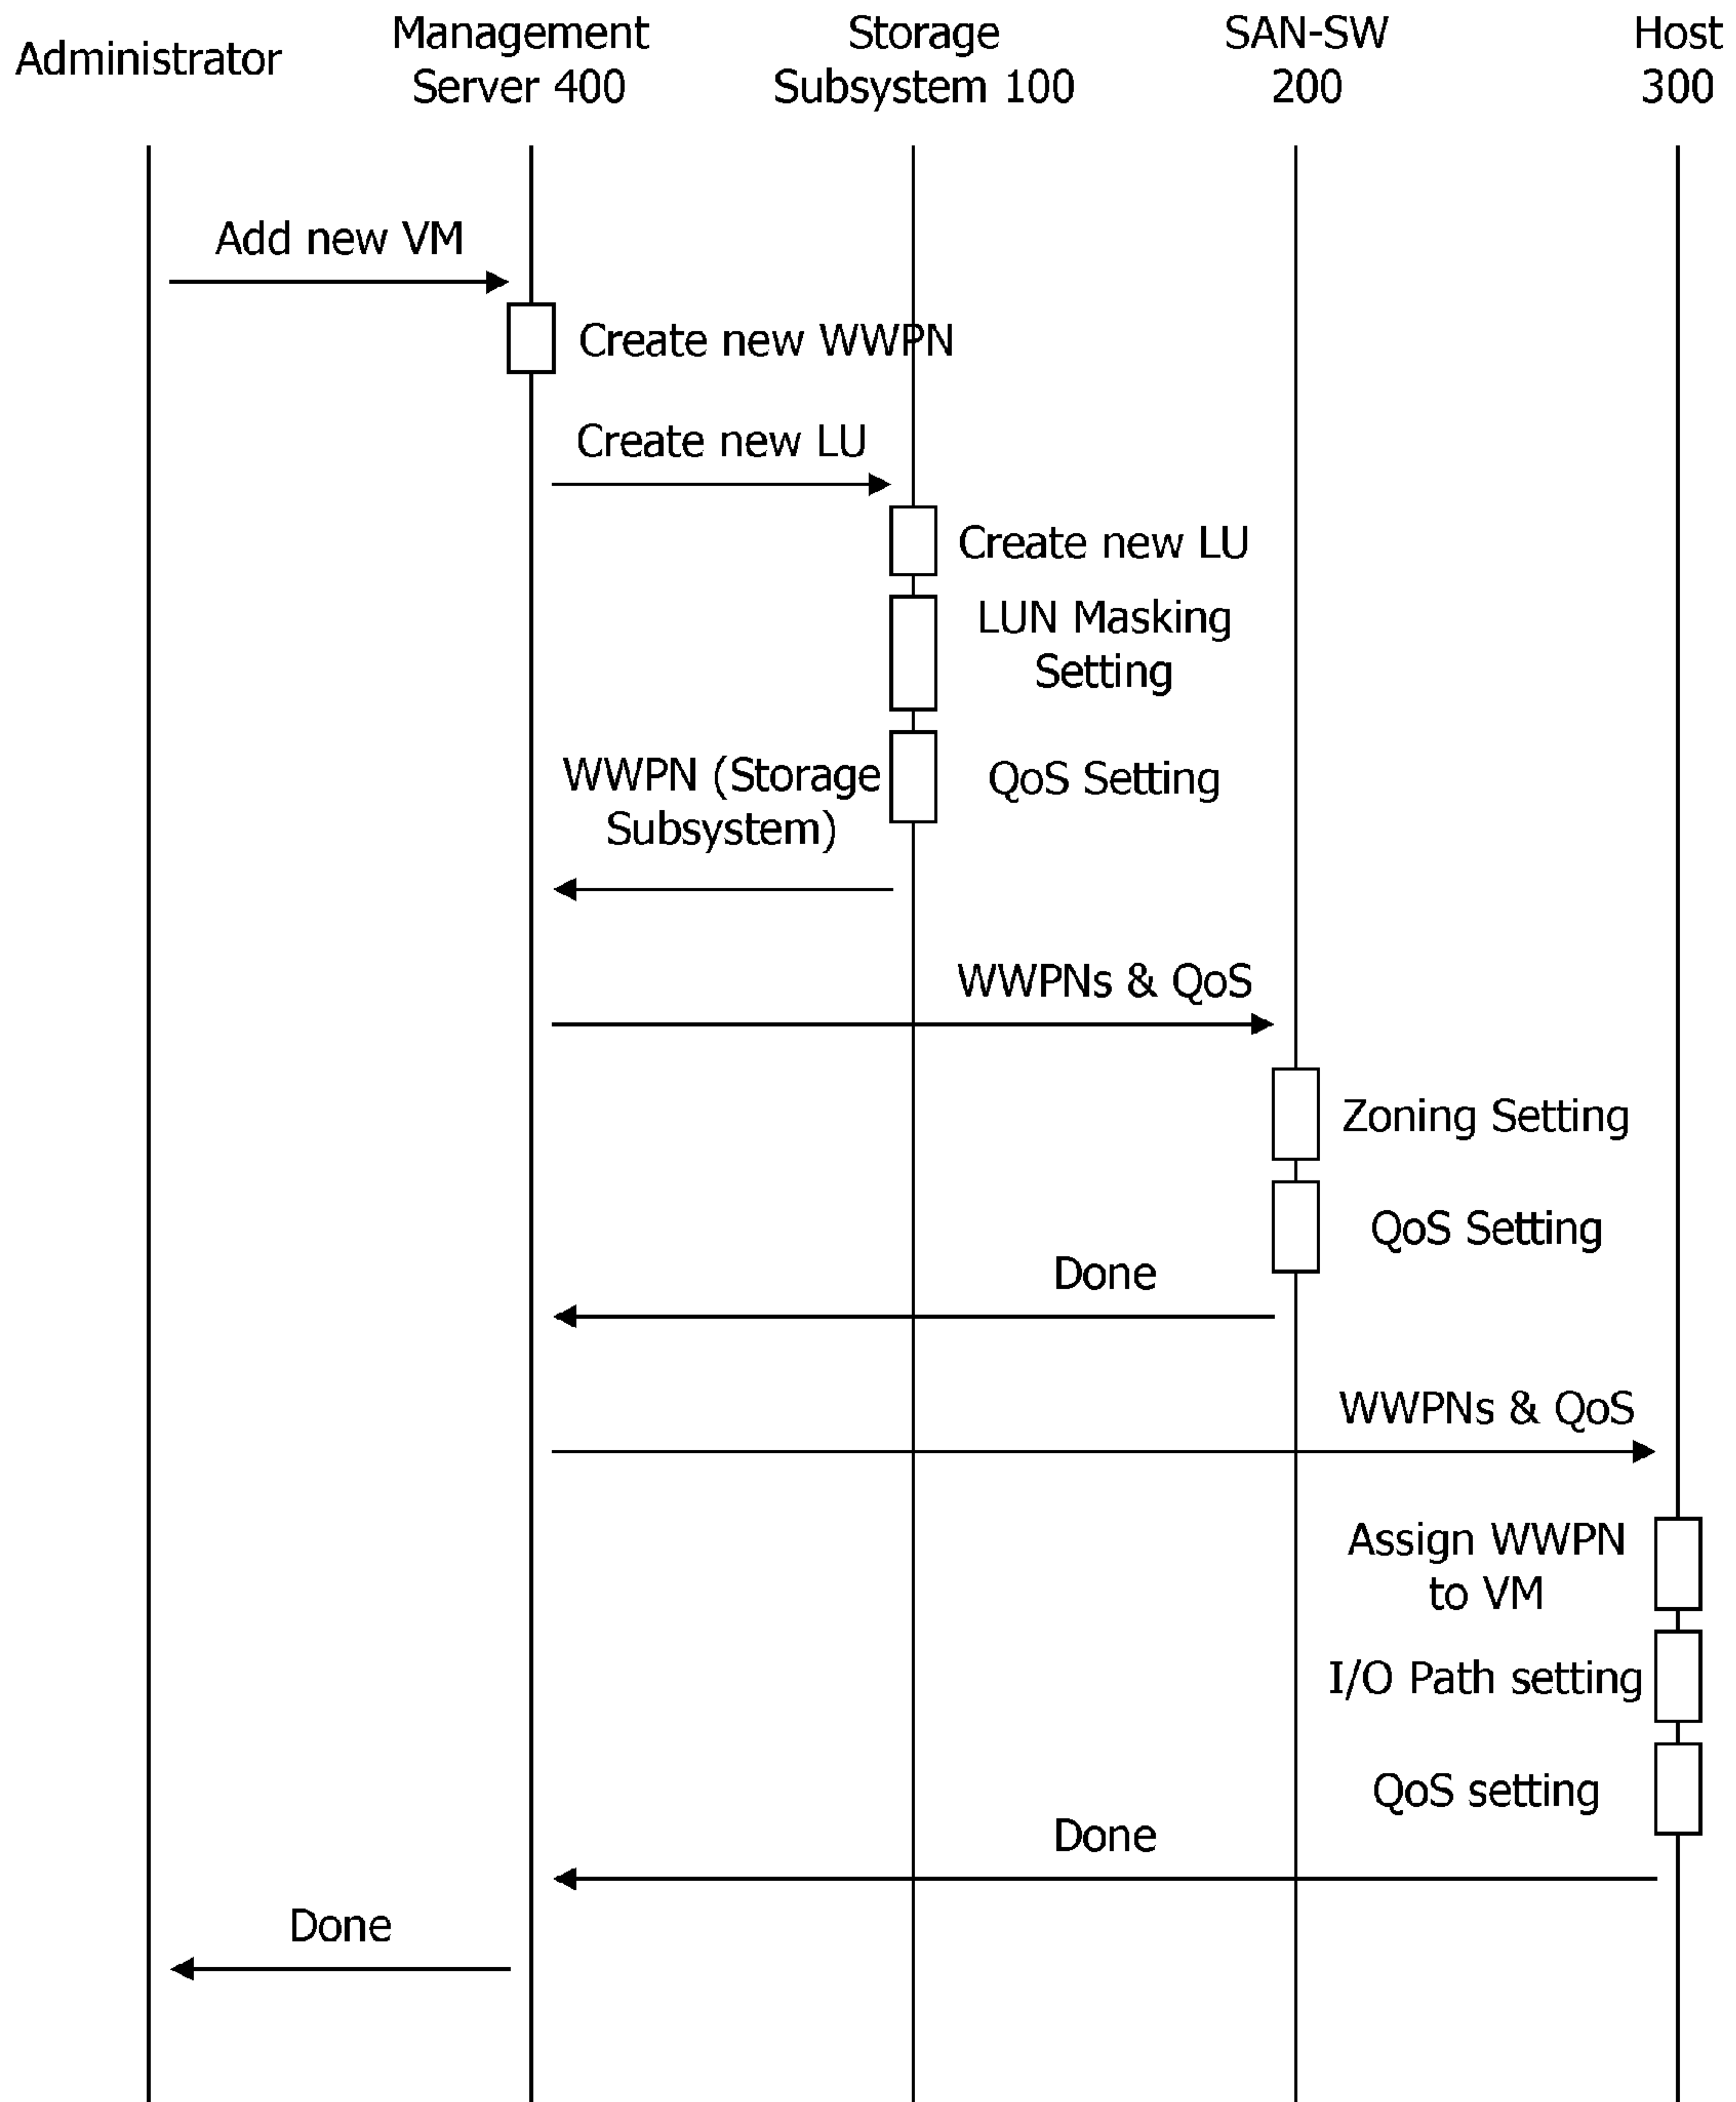 Administrator
Management
Server 400
Storage
Subsystem 100
SAN-SW
200
Host
300
Add new VM
Create new WWPN
Create new LU
Create new LU
LUN Masking
Setting
WWPN (Storage
Subsystem)
QoS Setting
WWPNs & QoS
Zoning Setting
QoS Setting
Done
WWPNs & QoS
Assign WWPN
to VM
I/O Path setting
QoS setting
Done
Done